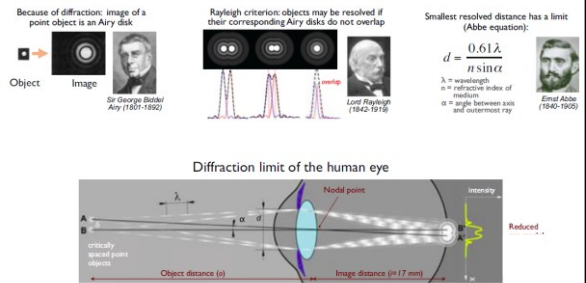 Because of diffraction: image of a
point object is an Airy disk
Object
Image
Sir George Biddel
Airy (1801-1892)
Rayleigh criterion: objects may be resolved if
their corresponding Airy disks do not overlap
overlap
Lord Rayleigh
(1842-1919)
Smallest resolved distance has a limit
(Abbe equation):
d = 0.61λ / n sinα
λ = wavelength
n = refractive index of
medium
α = angle between axis
and outermost ray
Ernst Abbe
(1840-1905)
Diffraction limit of the human eye
Nodal point
intensity
λ
α
d
A
B
B'
A'
Reduced
critically
spaced point
objects
Object distance (o)
Image distance (i=17 mm)
x